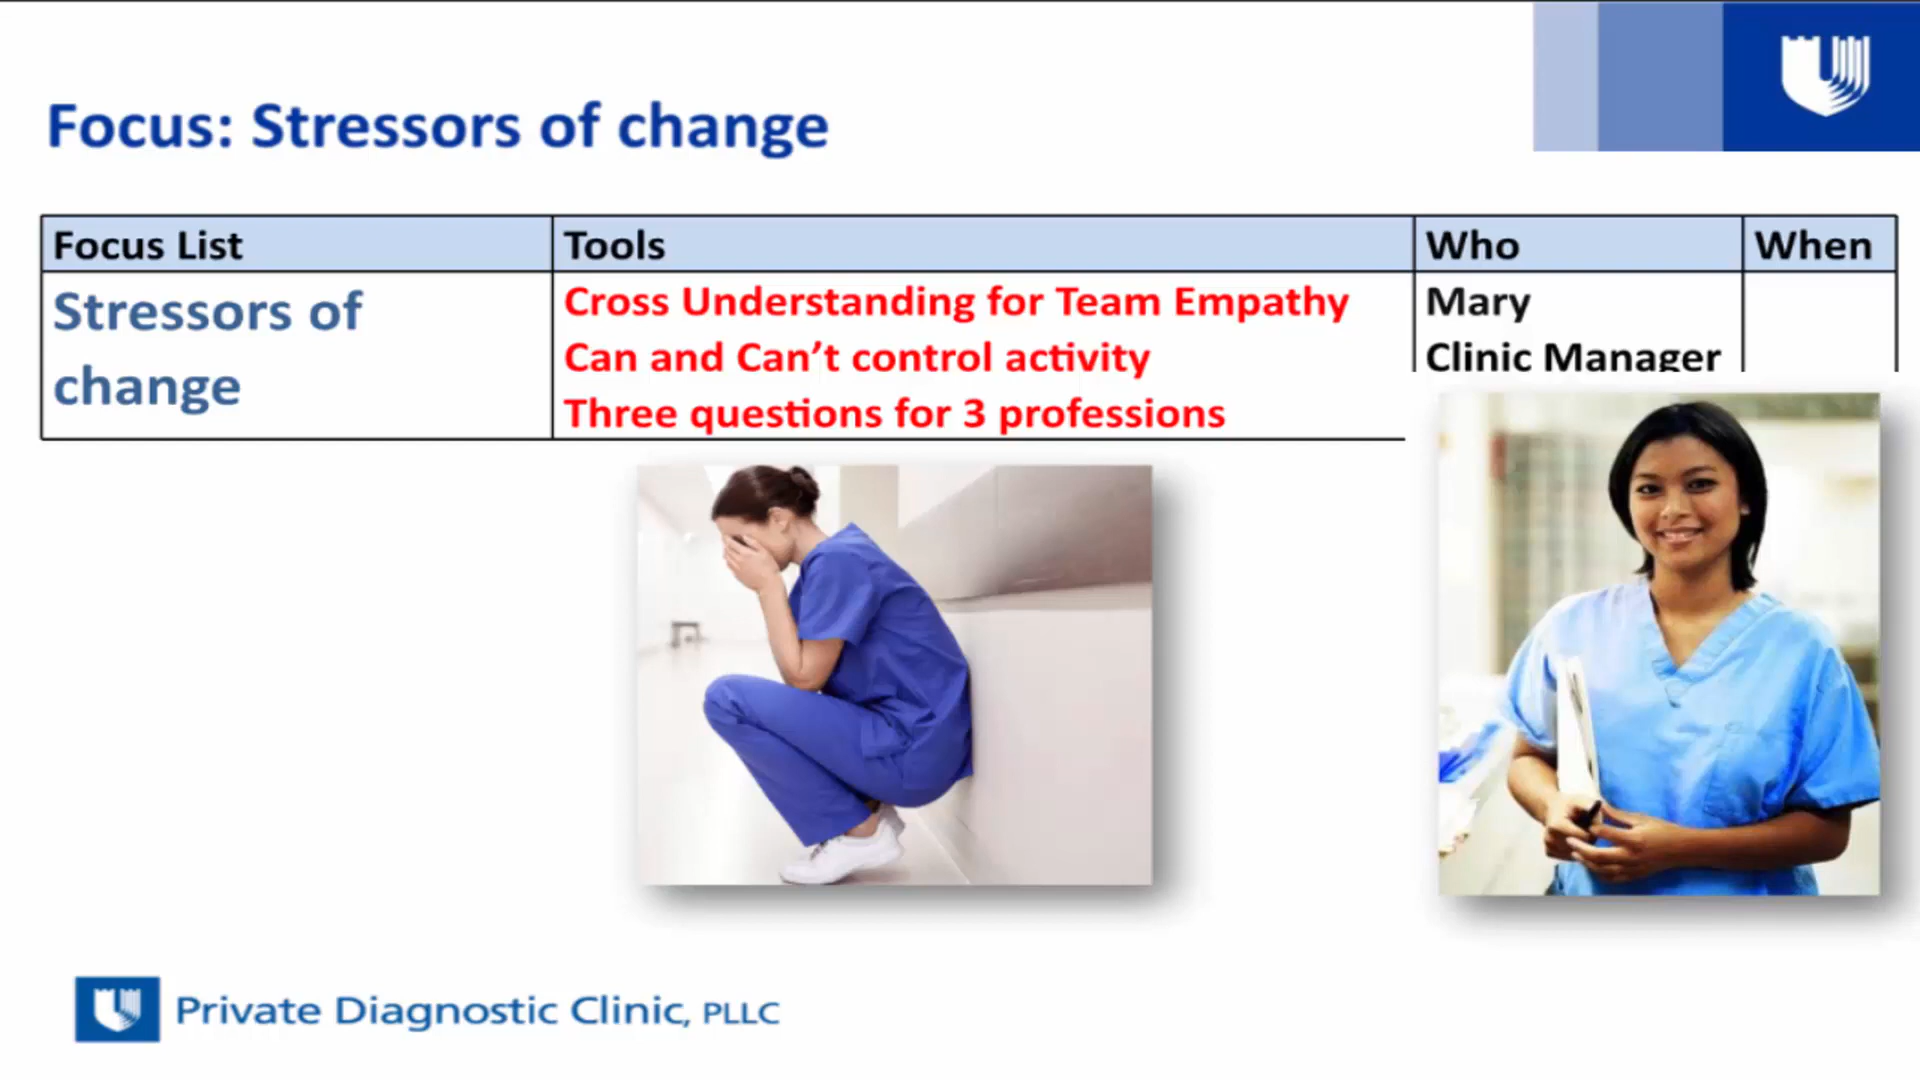 Focus: Stressors of change
Focus List
Tools
Who
When
Stressors of
change
Cross Understanding for Team Empathy
Can and Can’t control activity
Three questions for 3 professions
Mary
Clinic Manager
Private Diagnostic Clinic, PLLC